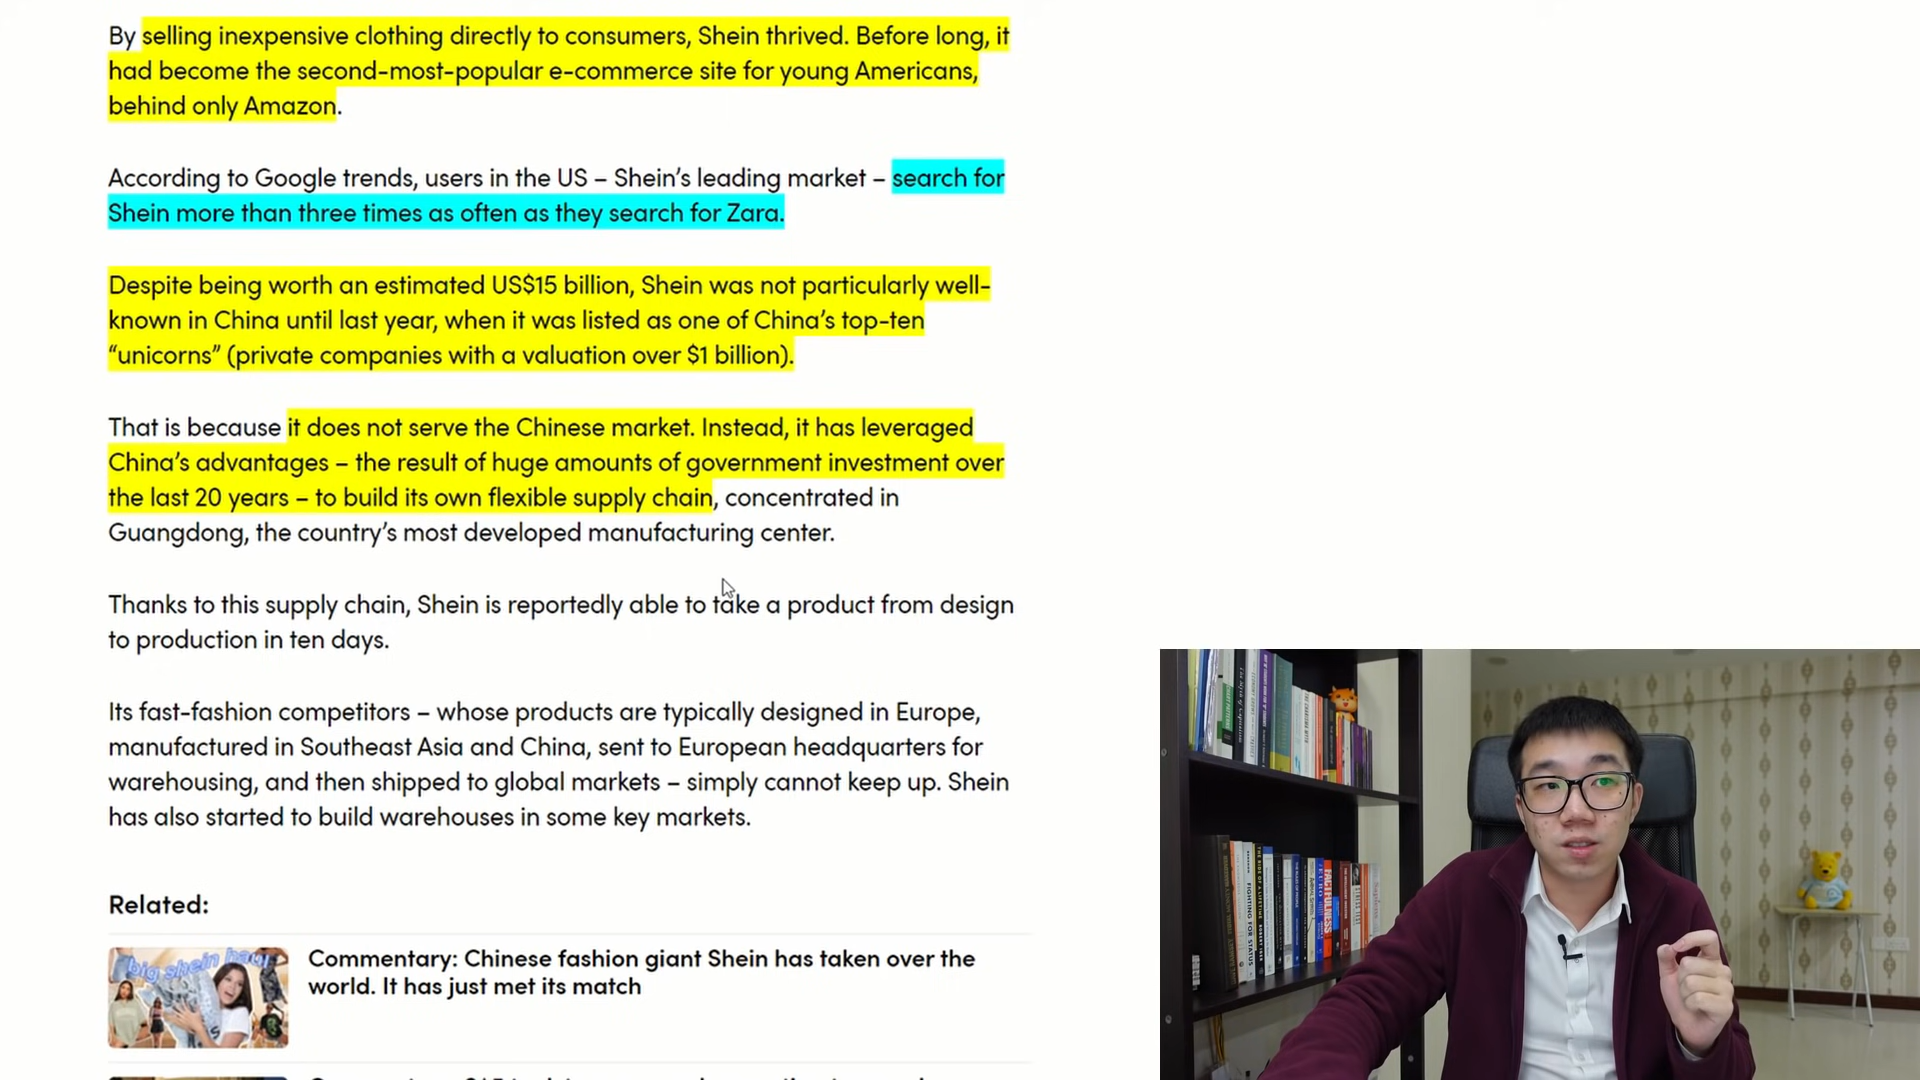 By selling inexpensive clothing directly to consumers, Shein thrived. Before long, it
had become the second-most-popular e-commerce site for young Americans,
behind only Amazon.
According to Google trends, users in the US – Shein’s leading market – search for
Shein more than three times as often as they search for Zara.
Despite being worth an estimated US$15 billion, Shein was not particularly well-
known in China until last year, when it was listed as one of China’s top-ten
“unicorns” (private companies with a valuation over $1 billion).
That is because it does not serve the Chinese market. Instead, it has leveraged
China’s advantages – the result of huge amounts of government investment over
the last 20 years – to build its own flexible supply chain, concentrated in
Guangdong, the country’s most developed manufacturing center.
Thanks to this supply chain, Shein is reportedly able to take a product from design
to production in ten days.
Its fast-fashion competitors – whose products are typically designed in Europe,
manufactured in Southeast Asia and China, sent to European headquarters for
warehousing, and then shipped to global markets – simply cannot keep up. Shein
has also started to build warehouses in some key markets.
Related:
big shein haul
Commentary: Chinese fashion giant Shein has taken over the
world. It has just met its match
FIGHTING FOR STATUS
FACTFULNESS